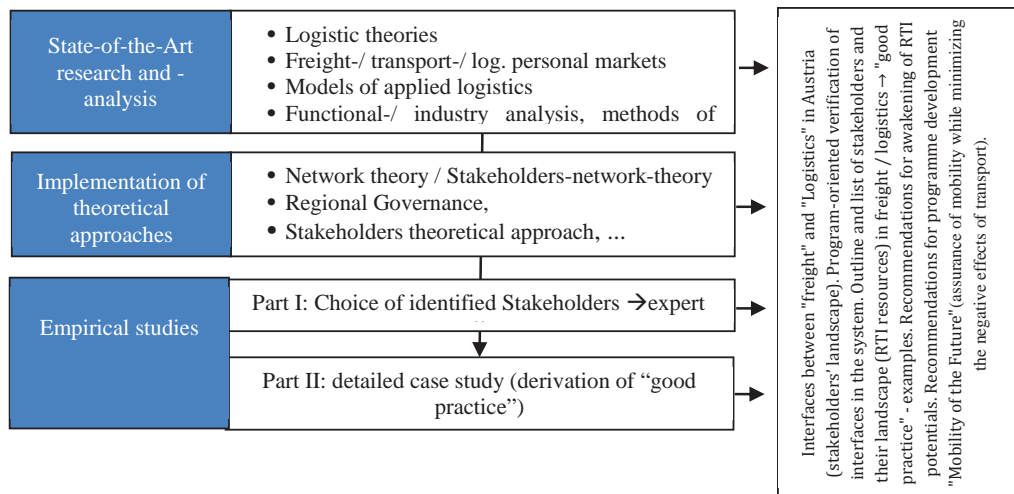 State-of-the-Art
research and -
analysis
• Logistic theories
• Freight-/ transport-/ log. personal markets
• Models of applied logistics
• Functional-/ industry analysis, methods of
Implementation of
theoretical
approaches
• Network theory / Stakeholders-network-theory
• Regional Governance,
• Stakeholders theoretical approach, ...
Empirical studies
Part I: Choice of identified Stakeholders →expert
Part II: detailed case study (derivation of “good
practice”)
Interfaces between "freight" and "Logistics" in Austria
(stakeholders' landscape). Program-oriented verification of
interfaces in the system. Outline and list of stakeholders and
their landscape (RTI resources) in freight / logistics → "good
practice" - examples. Recommendations for awakening of RTI
potentials. Recommendations for programme development
"Mobility of the Future"(assurance of mobility while minimizing
the negative effects of transport).